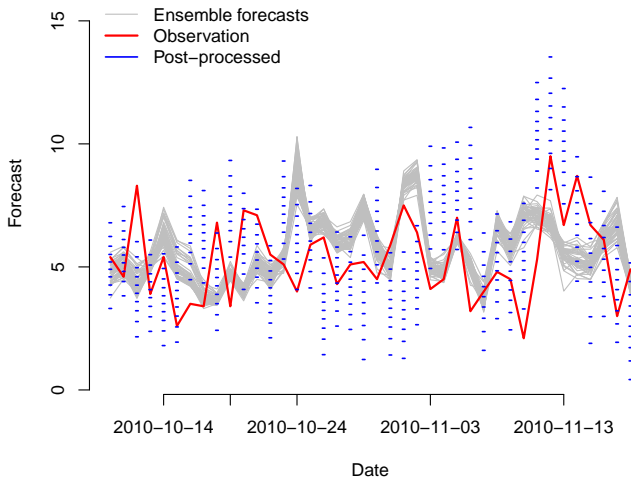 Ensemble forecasts
Observation
Post−processed
15
10
5
0
Forecast
2010−10−14
2010−10−24
2010−11−03
2010−11−13
Date